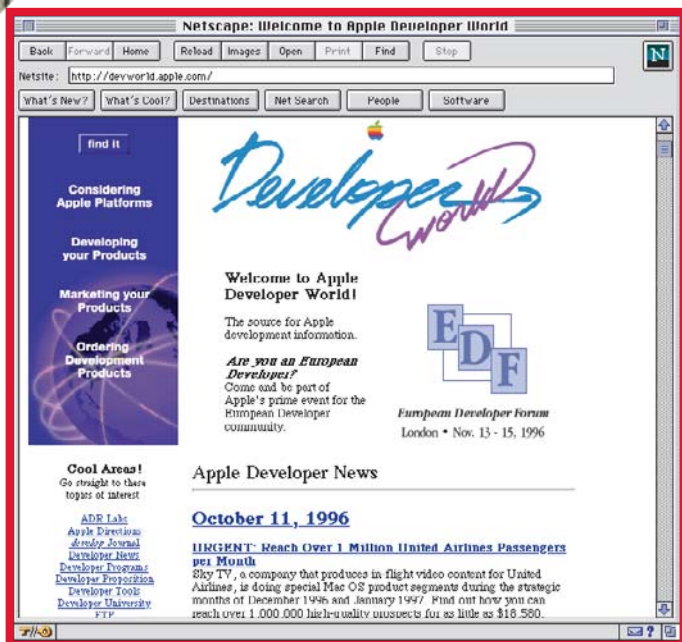 Netscape: Welcome to Apple Developer World
Back Forward Home Reload Images Open Print Find Stop
N
Netsite: http://devworld.apple.com/
What's New? What's Cool? Destinations Net Search People Software
find it
Considering
Apple Platforms
Developing
your Products
Marketing your
Products
Ordering
Development
Products
Cool Areas!
Go straight to these
topics of interest
ADR Labs
Apple Directions
develop Journal
Developer News
Developer Programs
Developer Proposition
Developer Tools
Developer University
FTP
Developer
World
Welcome to Apple
Developer World!
The source for Apple
development information.
Are you an European
Developer?
Come and be part of
Apple's prime event for the
European Developer
community.
EDF
European Developer Forum
London • Nov. 13 - 15, 1996
Apple Developer News
October 11, 1996
URGENT: Reach Over 1 Million United Airlines Passengers
per Month
Sky TV, a company that produces in flight video content for United
Airlines, is doing special Mac OS product segments during the strategic
months of December 1996 and January 1997. Find out how you can
reach over 1,000,000 high-quality prospects for as little as $18,580.